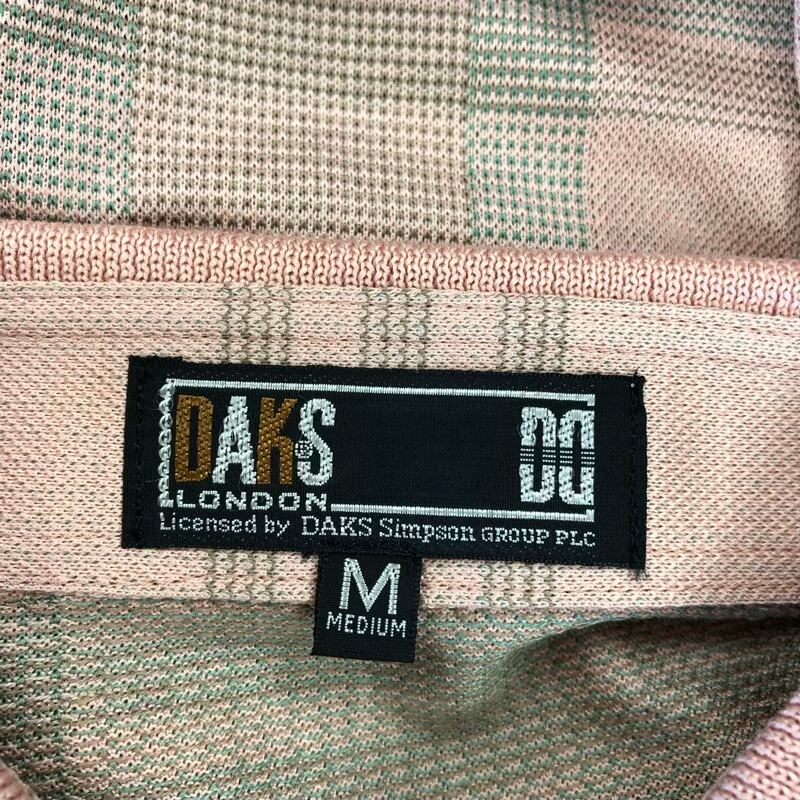 DAKS DD
LONDON
Licensed by DAKS Simpson GROUP PLC
M
MEDIUM